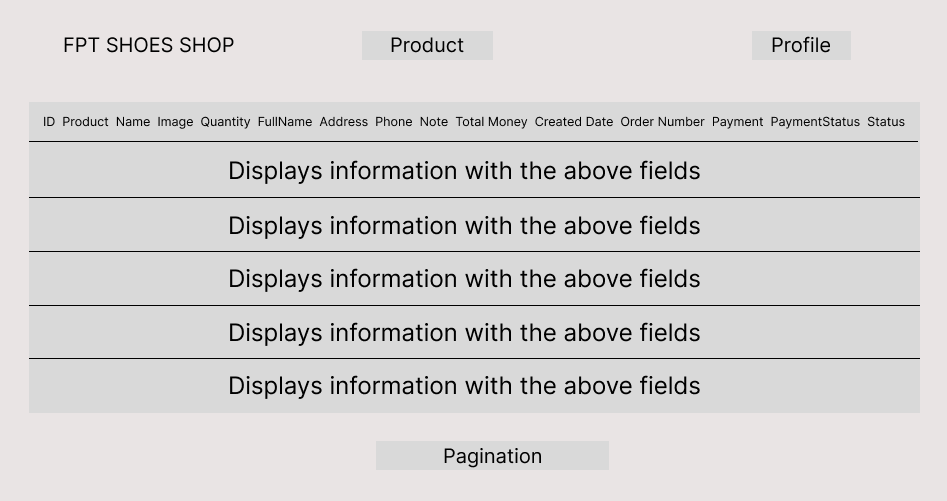 FPT SHOES SHOP Product Profile
ID Product Name Image Quantity FullName Address Phone Note Total Money Created Date Order Number Payment PaymentStatus Status
Displays information with the above fields
Displays information with the above fields
Displays information with the above fields
Displays information with the above fields
Displays information with the above fields
Pagination